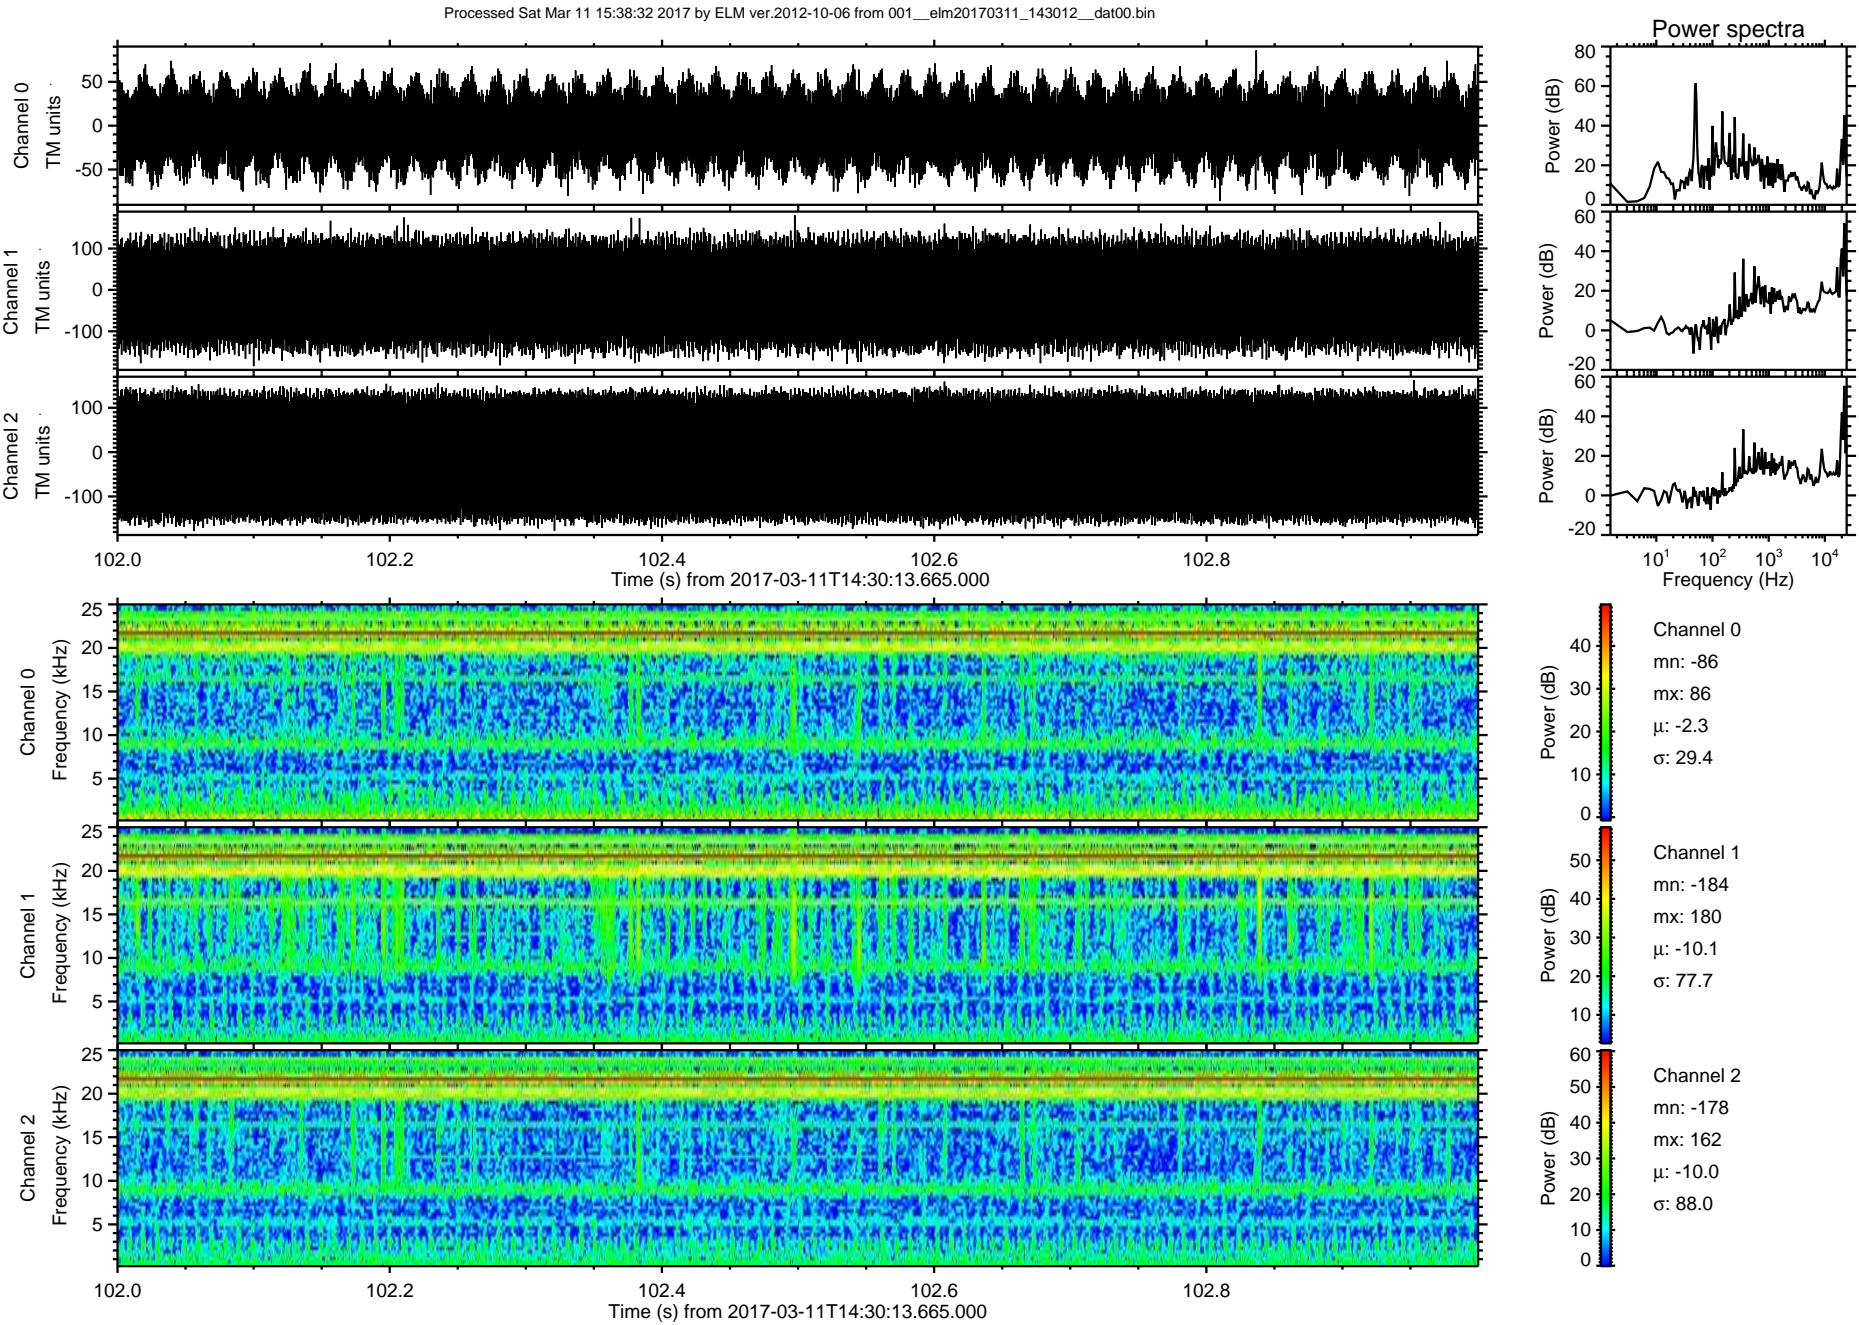 Processed Sat Mar 11 15:38:32 2017 by ELM ver.2012-10-06 from 001__elm20170311_143012__dat00.bin
Power spectra
Channel 0
TM units
50
0
-50
Power (dB)
80
60
40
20
0
Channel 1
TM units
100
0
-100
Power (dB)
60
40
20
0
-20
Channel 2
TM units
100
0
-100
Power (dB)
60
40
20
0
-20
102.0 102.2 102.4 102.6 102.8
Time (s) from 2017-03-11T14:30:13.665.000
10¹ 10² 10³ 10⁴
Frequency (Hz)
Channel 0
Frequency (kHz)
25
20
15
10
5
Power (dB)
40
30
20
10
0
Channel 0
mn: -86
mx: 86
μ: -2.3
σ: 29.4
Channel 1
Frequency (kHz)
25
20
15
10
5
Power (dB)
50
40
30
20
10
Channel 1
mn: -184
mx: 180
μ: -10.1
σ: 77.7
Channel 2
Frequency (kHz)
25
20
15
10
5
Power (dB)
60
50
40
30
20
10
0
Channel 2
mn: -178
mx: 162
μ: -10.0
σ: 88.0
102.0 102.2 102.4 102.6 102.8
Time (s) from 2017-03-11T14:30:13.665.000